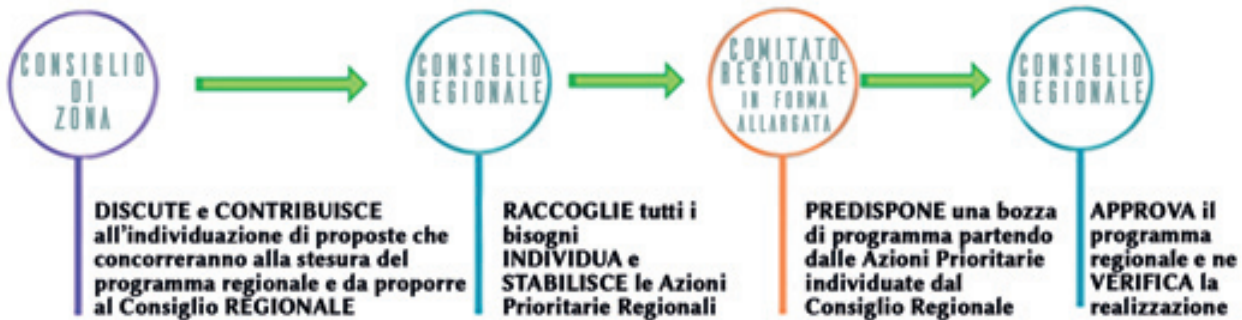 CONSIGLIO
DI
ZONA
CONSIGLIO
REGIONALE
COMITATO
REGIONALE
IN FORMA
ALLARGATA
CONSIGLIO
REGIONALE
DISCUTE e CONTRIBUISCE
all'individuazione di proposte che
concorreranno alla stesura del
programma regionale e da proporre
al Consiglio REGIONALE
RACCOGLIE tutti i
bisogni
INDIVIDUA e
STABILISCE le Azioni
Prioritarie Regionali
PREDISPONE una bozza
di programma partendo
dalle Azioni Prioritarie
individuate dal
Consiglio Regionale
APPROVA il
programma
regionale e ne
VERIFICA la
realizzazione